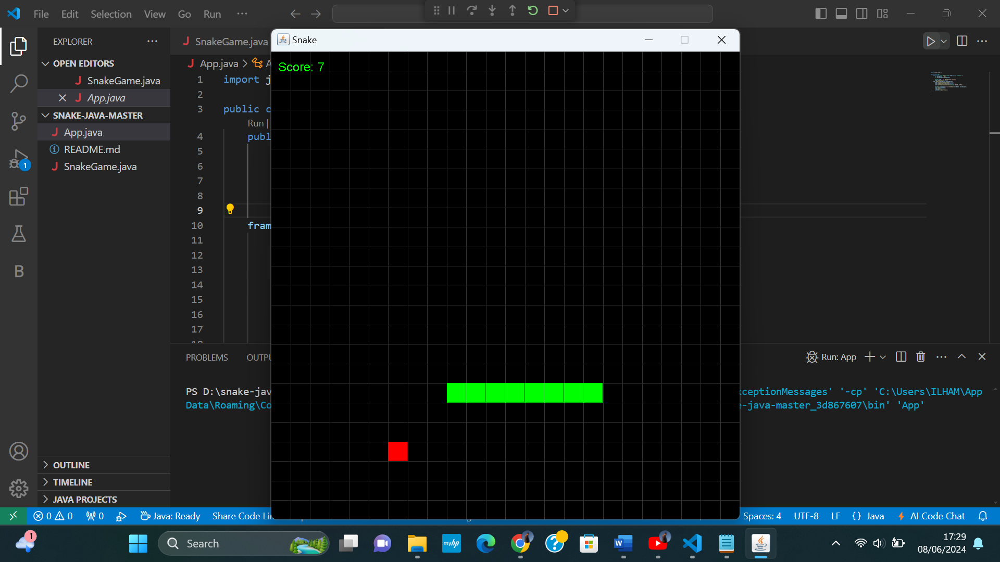 File Edit Selection View Go Run ...
EXPLORER ...
OPEN EDITORS
SnakeGame.java
App.java
SNAKE-JAVA-MASTER
App.java
README.md
SnakeGame.java
1
OUTLINE
TIMELINE
JAVA PROJECTS
SnakeGame.java
App.java > A
1 import j
2
3 public c
Run |
4 publ
5
6
7
8
9
10 fram
11
12
13
14
15
16
17
Snake
Score: 7
PROBLEMS OUTPU
Run: App
PS D:\snake-jav
ceptionMessages' '-cp' 'C:\Users\ILHAM\App
Data\Roaming\Co
-java-master_3d867607\bin' 'App'
0 0 0 Java: Ready Share Code Lin
Spaces: 4 UTF-8 LF {} Java AI Code Chat
1
Search
myhp
W
17:29
08/06/2024